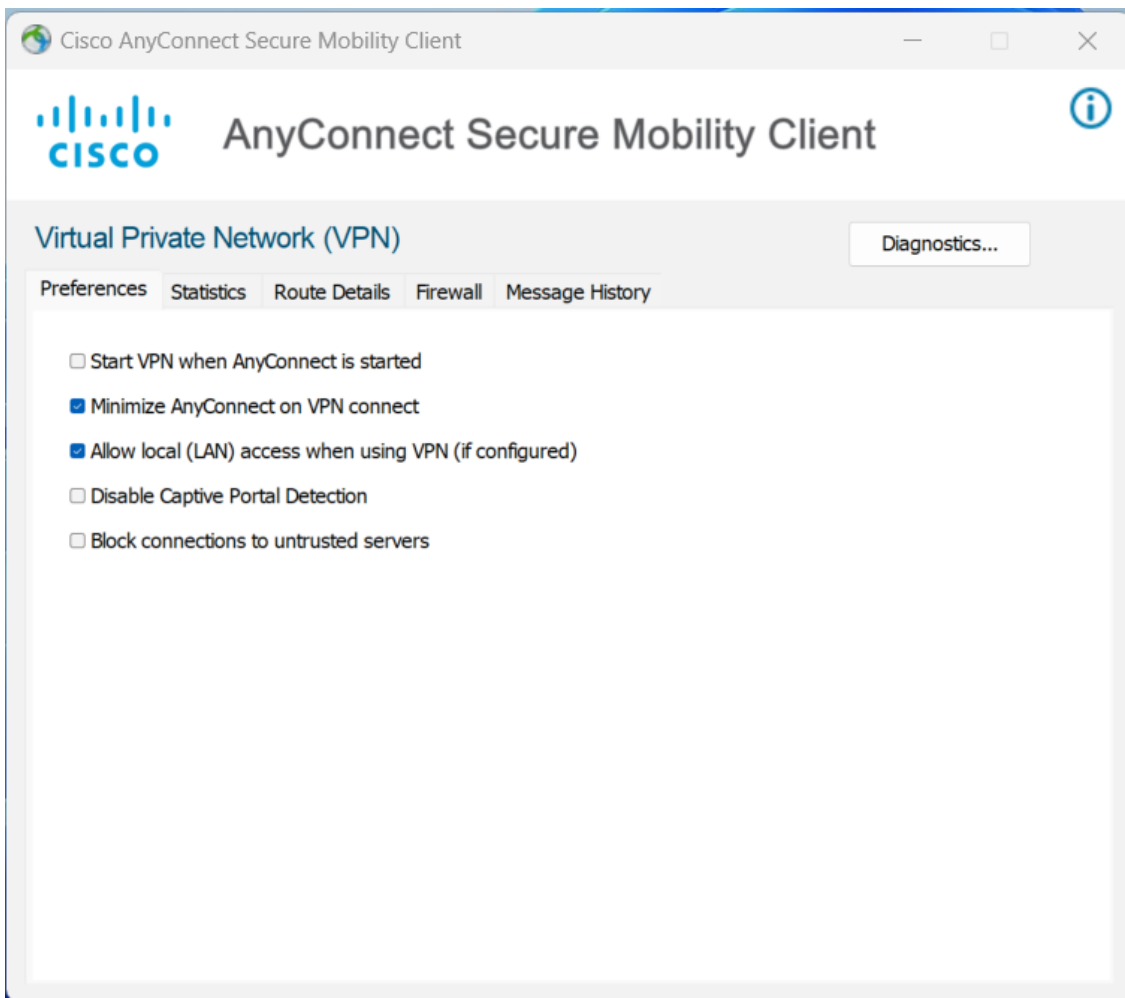 Cisco AnyConnect Secure Mobility Client
CISCO
AnyConnect Secure Mobility Client
Virtual Private Network (VPN)
Diagnostics...
Preferences Statistics Route Details Firewall Message History
Start VPN when AnyConnect is started
Minimize AnyConnect on VPN connect
Allow local (LAN) access when using VPN (if configured)
Disable Captive Portal Detection
Block connections to untrusted servers